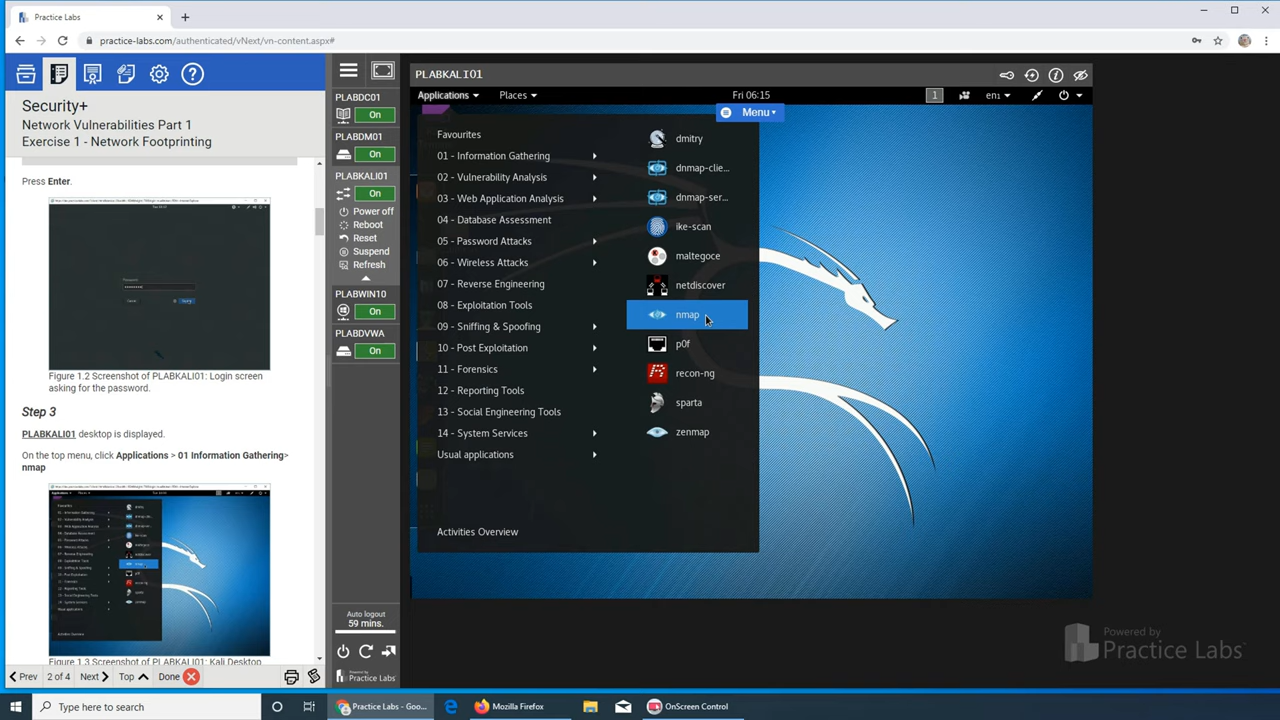 Practice Labs
practice-labs.com/authenticated/vNext/vn-content.aspx#
Security+
Network Vulnerabilities Part 1
Exercise 1 - Network Footprinting
Press Enter.
Figure 1.2 Screenshot of PLABKALI01: Login screen
asking for the password.
Step 3
PLABKALI01 desktop is displayed.
On the top menu, click Applications > 01 Information Gathering>
nmap
Figure 1.3 Screenshot of PLABKALI01: Kali Desktop
Prev
2 of 4
Next
Top
Done
PLABDC01
On
PLABDM01
On
PLABKALI01
On
Power off
Reboot
Reset
Suspend
Refresh
PLABWIN10
On
PLABDVWA
On
Auto logout
59 mins.
Powered by
Practice Labs
PLABKALI01
Applications
Places
Fri 06:15
1
en1
Menu
Favourites
01 - Information Gathering
02 - Vulnerability Analysis
03 - Web Application Analysis
04 - Database Assessment
05 - Password Attacks
06 - Wireless Attacks
07 - Reverse Engineering
08 - Exploitation Tools
09 - Sniffing & Spoofing
10 - Post Exploitation
11 - Forensics
12 - Reporting Tools
13 - Social Engineering Tools
14 - System Services
Usual applications
Activities Overv
dmitry
dnmap-clie...
dnmap-ser...
ike-scan
maltegoce
netdiscover
nmap
p0f
recon-ng
sparta
zenmap
Powered by
Practice Labs
Type here to search
Practice Labs - Goo...
Mozilla Firefox
OnScreen Control